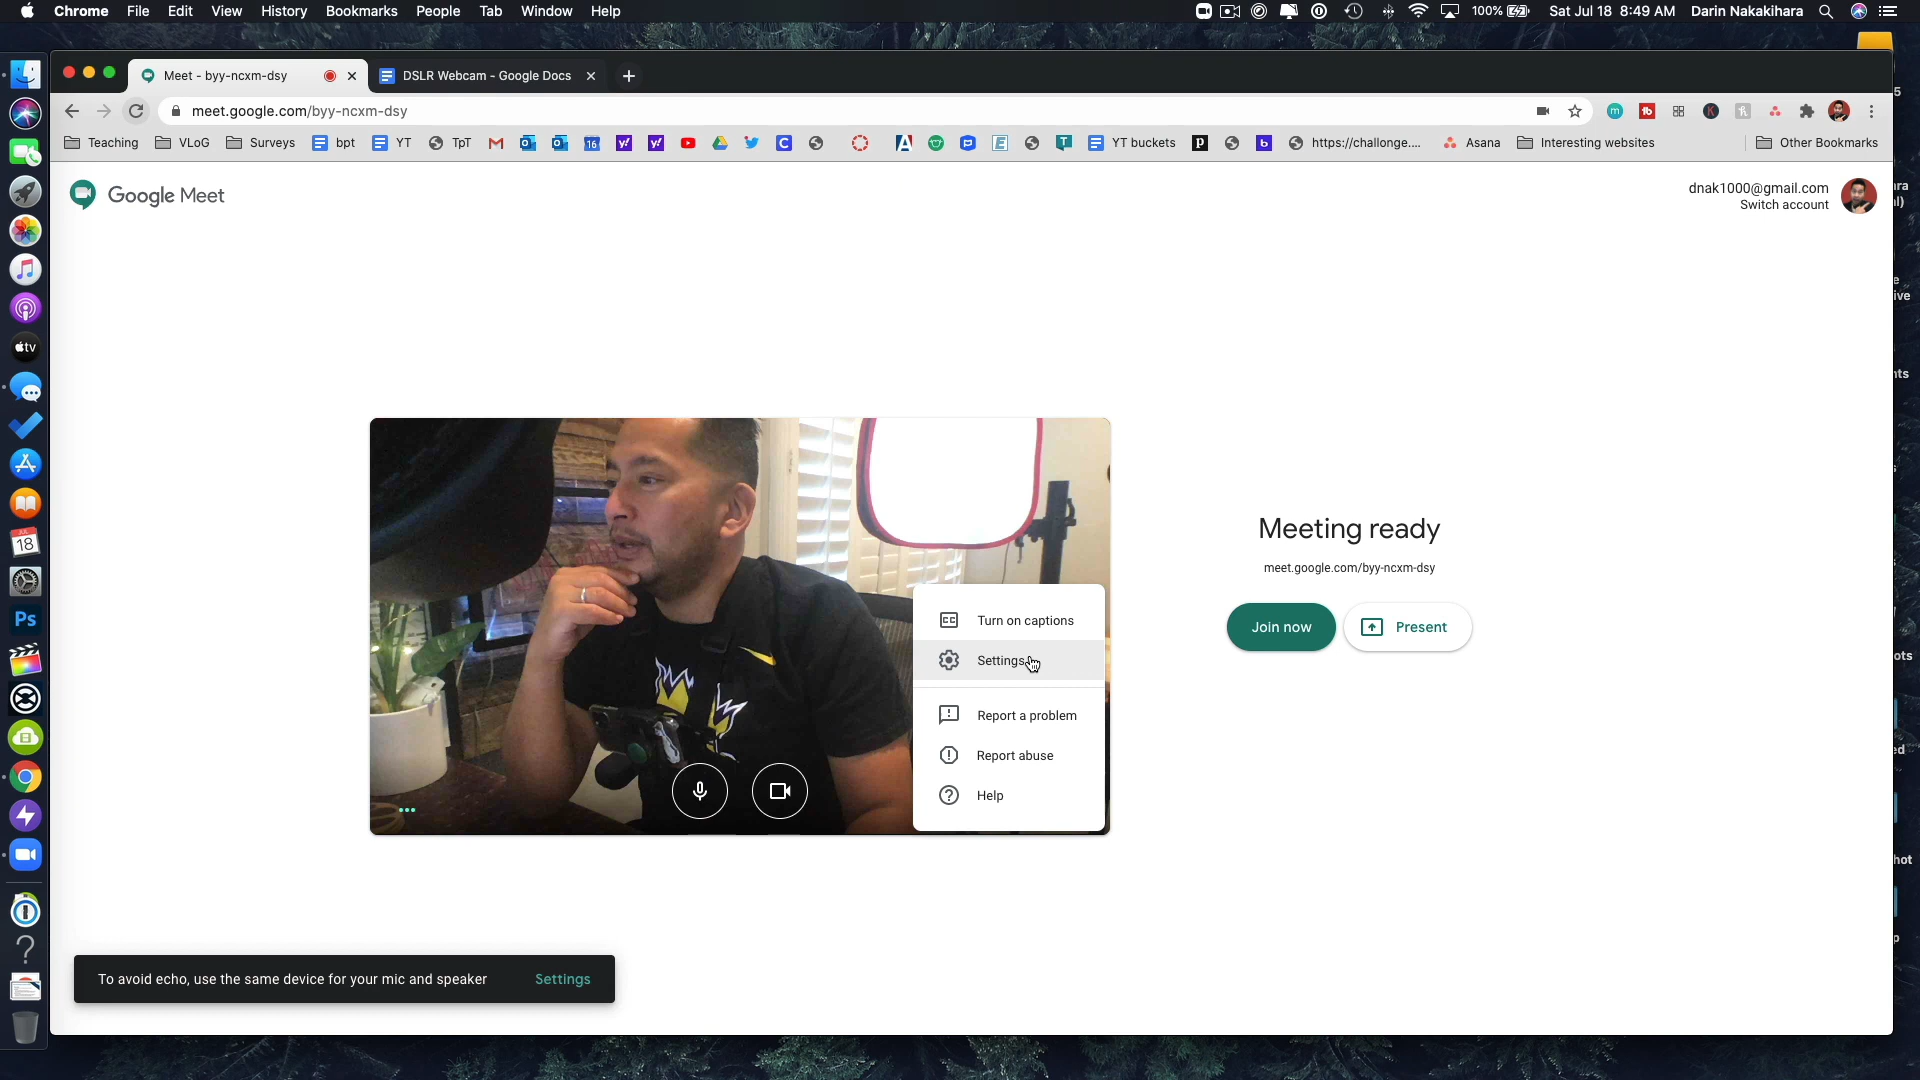 Chrome File Edit View History Bookmarks People Tab Window Help 100% Sat Jul 18 8:49 AM Darin Nakakihara
Meet - byy-ncxm-dsy DSLR Webcam - Google Docs
meet.google.com/byy-ncxm-dsy
Teaching VLoG Surveys bpt YT TpT YT buckets https://challonge.... Asana Interesting websites Other Bookmarks
Google Meet
dnak1000@gmail.com
Switch account
Meeting ready
meet.google.com/byy-ncxm-dsy
Join now Present
Turn on captions
Settings
Report a problem
Report abuse
Help
To avoid echo, use the same device for your mic and speaker Settings
tv
JUL
18
Ps